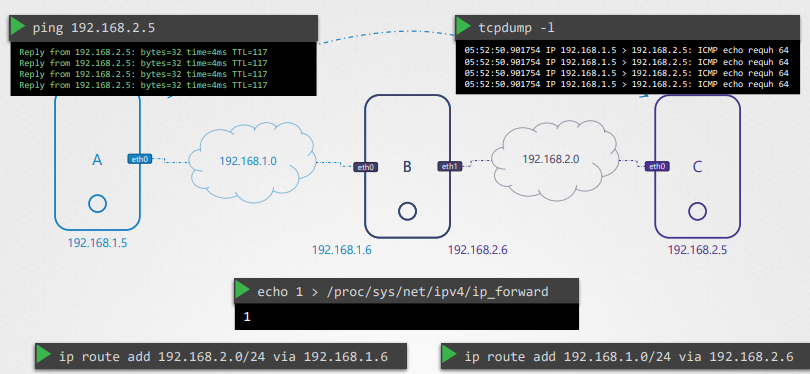 ping 192.168.2.5
Reply from 192.168.2.5: bytes=32 time=4ms TTL=117
Reply from 192.168.2.5: bytes=32 time=4ms TTL=117
Reply from 192.168.2.5: bytes=32 time=4ms TTL=117
Reply from 192.168.2.5: bytes=32 time=4ms TTL=117
tcpdump -l
05:52:50.901754 IP 192.168.1.5 > 192.168.2.5: ICMP echo requh 64
05:52:50.901754 IP 192.168.1.5 > 192.168.2.5: ICMP echo requh 64
05:52:50.901754 IP 192.168.1.5 > 192.168.2.5: ICMP echo requh 64
05:52:50.901754 IP 192.168.1.5 > 192.168.2.5: ICMP echo requh 64
A
eth0
192.168.1.0
eth0
B
eth1
192.168.2.0
eth0
C
192.168.1.5
192.168.1.6
192.168.2.6
192.168.2.5
echo 1 > /proc/sys/net/ipv4/ip_forward
1
ip route add 192.168.2.0/24 via 192.168.1.6
ip route add 192.168.1.0/24 via 192.168.2.6